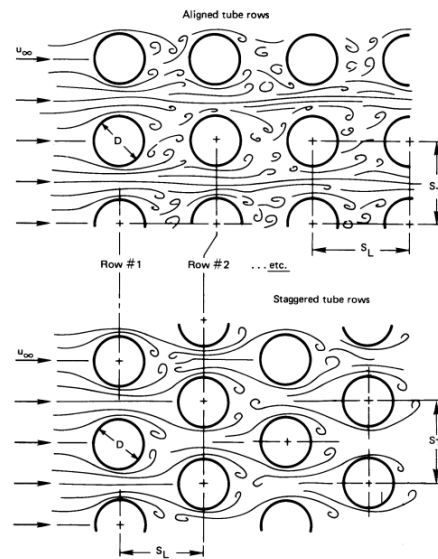 Aligned tube rows
u∞
D
S
S_L
Row #1 Row #2 ...etc.
Staggered tube rows
u∞
D
S
S_L